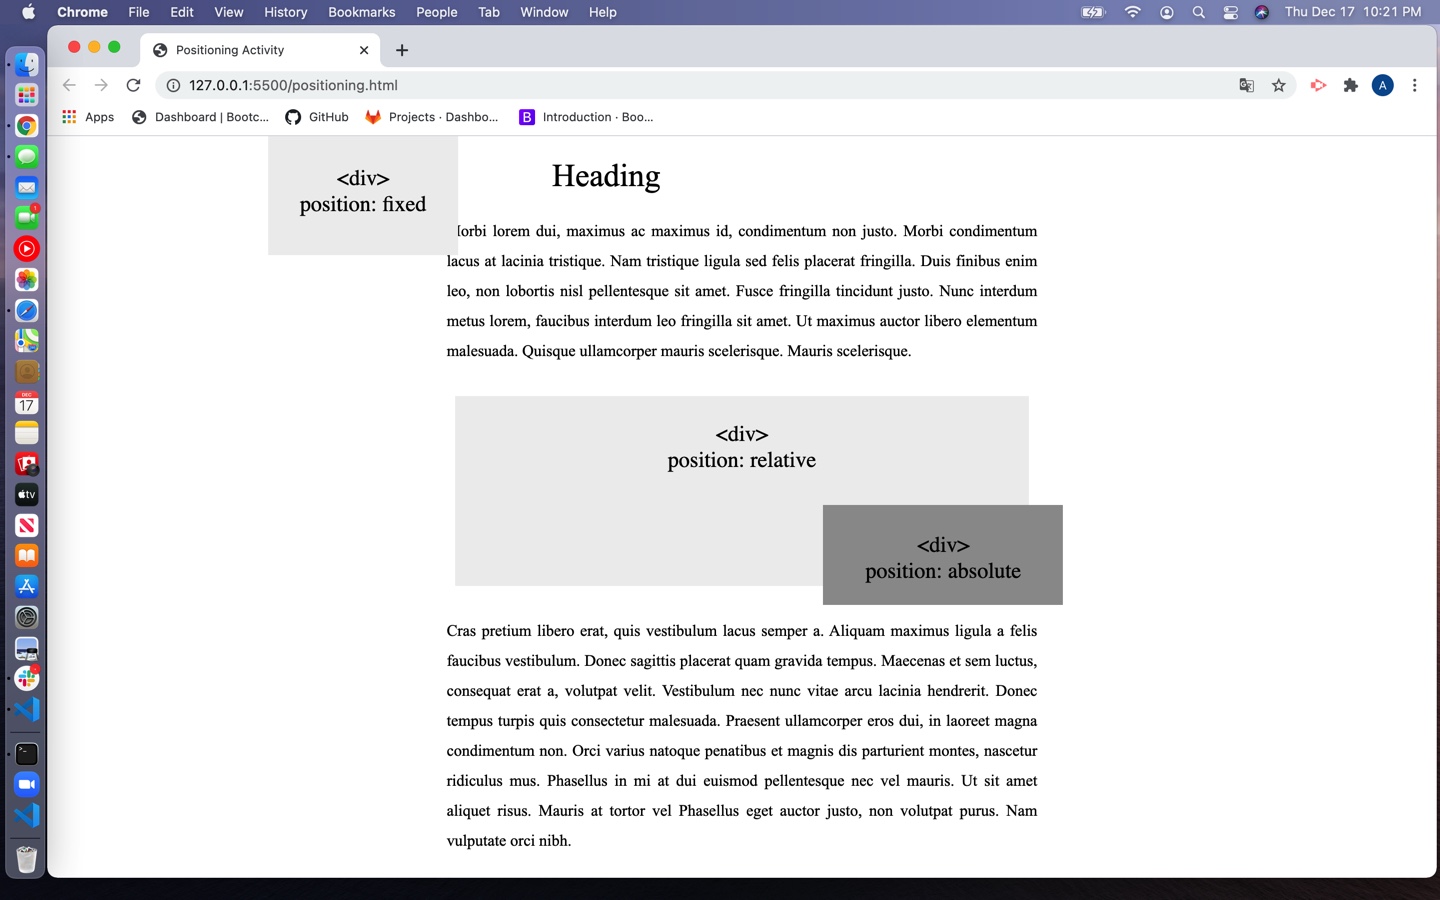 Chrome File Edit View History Bookmarks People Tab Window Help Thu Dec 17 10:21 PM
Positioning Activity
127.0.0.1:5500/positioning.html A
Apps Dashboard | Bootc... GitHub Projects · Dashbo... B Introduction · Boo...
<div>
position: fixed
Heading
Morbi lorem dui, maximus ac maximus id, condimentum non justo. Morbi condimentum
lacus at lacinia tristique. Nam tristique ligula sed felis placerat fringilla. Duis finibus enim
leo, non lobortis nisl pellentesque sit amet. Fusce fringilla tincidunt justo. Nunc interdum
metus lorem, faucibus interdum leo fringilla sit amet. Ut maximus auctor libero elementum
malesuada. Quisque ullamcorper mauris scelerisque. Mauris scelerisque.
<div>
position: relative
<div>
position: absolute
Cras pretium libero erat, quis vestibulum lacus semper a. Aliquam maximus ligula a felis
faucibus vestibulum. Donec sagittis placerat quam gravida tempus. Maecenas et sem luctus,
consequat erat a, volutpat velit. Vestibulum nec nunc vitae arcu lacinia hendrerit. Donec
tempus turpis quis consectetur malesuada. Praesent ullamcorper eros dui, in laoreet magna
condimentum non. Orci varius natoque penatibus et magnis dis parturient montes, nascetur
ridiculus mus. Phasellus in mi at dui euismod pellentesque nec vel mauris. Ut sit amet
aliquet risus. Mauris at tortor vel Phasellus eget auctor justo, non volutpat purus. Nam
vulputate orci nibh.
DEC
17
tv